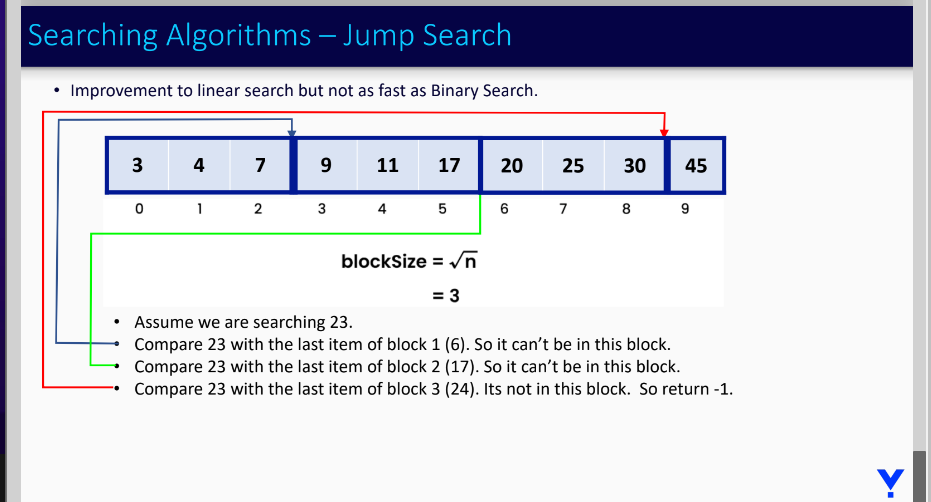 Searching Algorithms – Jump Search
• Improvement to linear search but not as fast as Binary Search.
3 4 7 9 11 17 20 25 30 45
0 1 2 3 4 5 6 7 8 9
blockSize = √n
= 3
• Assume we are searching 23.
• Compare 23 with the last item of block 1 (6). So it can't be in this block.
• Compare 23 with the last item of block 2 (17). So it can't be in this block.
• Compare 23 with the last item of block 3 (24). Its not in this block.  So return -1.